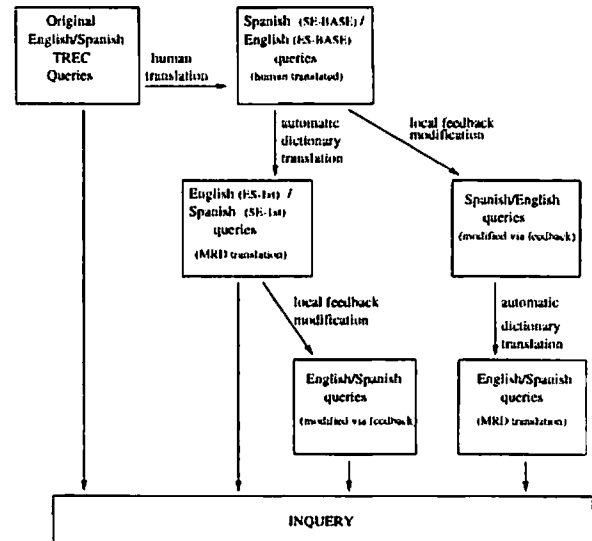 Original
English/Spanish
TREC
Queries
human
translation
Spanish (SE-BASE) /
English (ES-BASE)
queries
(human translated)
automatic
dictionary
translation
local feedback
modification
English (ES-1st) /
Spanish (SE-1st)
queries
(MRD translation)
Spanish/English
queries
(modified via feedback)
local feedback
modification
automatic
dictionary
translation
English/Spanish
queries
(modified via feedback)
English/Spanish
queries
(MRD translation)
INQUERY